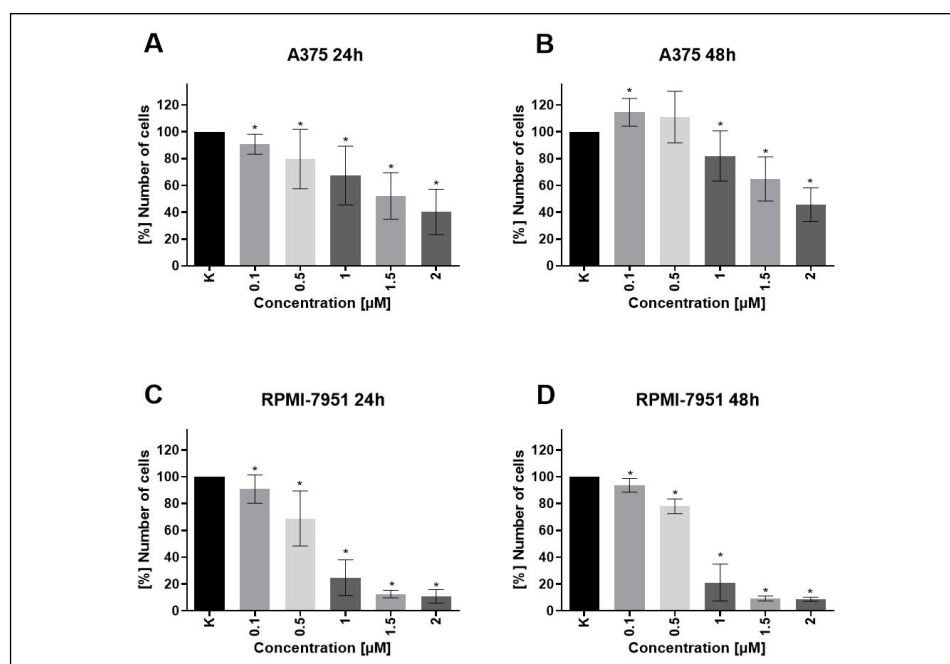 A
A375 24h
[%] Number of cells
120
100
80
60
40
20
0
* * * * *
K 0.1 0.5 1 1.5 2
Concentration [µM]
B
A375 48h
[%] Number of cells
120
100
80
60
40
20
0
* * * *
K 0.1 0.5 1 1.5 2
Concentration [µM]
C
RPMI-7951 24h
[%] Number of cells
120
100
80
60
40
20
0
* * * * *
K 0.1 0.5 1 1.5 2
Concentration [µM]
D
RPMI-7951 48h
[%] Number of cells
120
100
80
60
40
20
0
* * * * *
K 0.1 0.5 1 1.5 2
Concentration [µM]